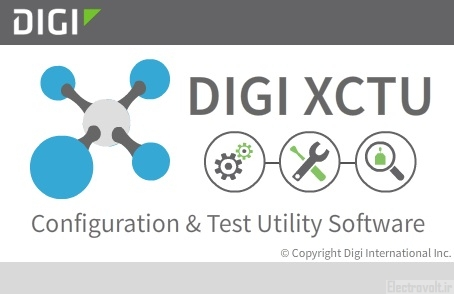 DIGI
DIGI XCTU
Configuration & Test Utility Software
© Copyright Digi International Inc.
Electrovolt.ir